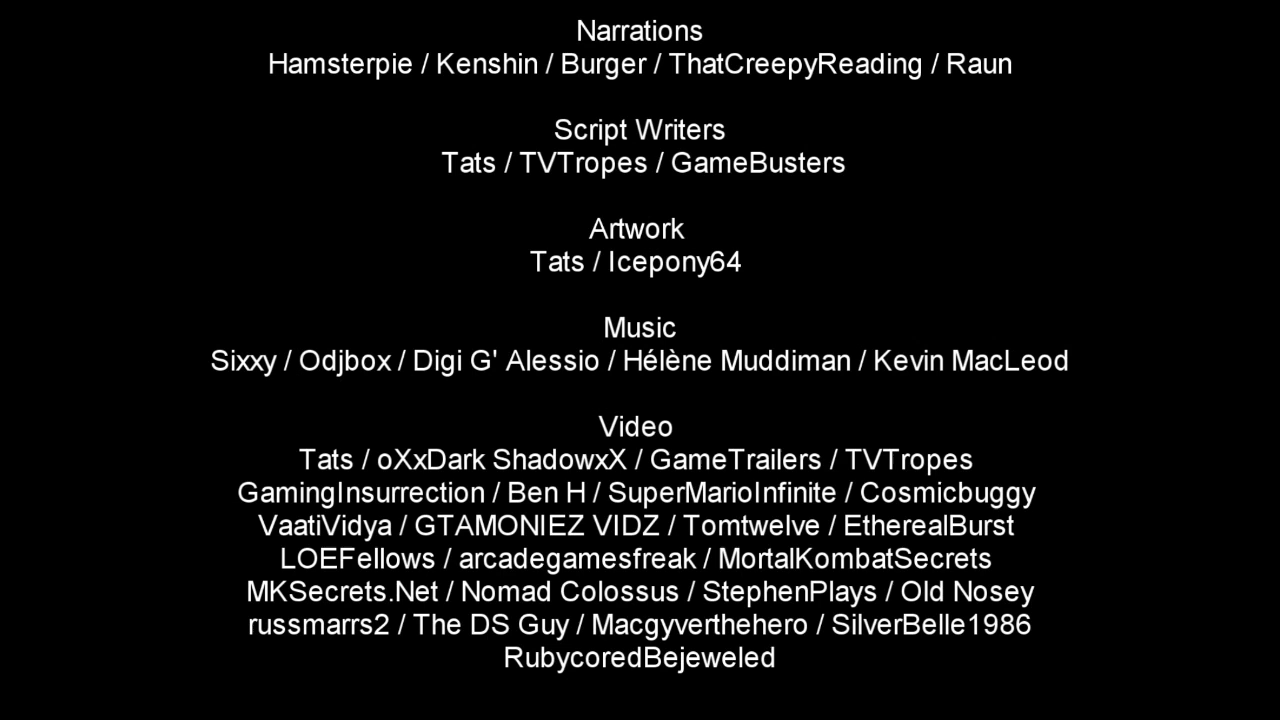 Narrations
Hamsterpie / Kenshin / Burger / ThatCreepyReading / Raun
Script Writers
Tats / TVTropes / GameBusters
Artwork
Tats / Icepony64
Music
Sixxy / Odjbox / Digi G' Alessio / Hélène Muddiman / Kevin MacLeod
Video
Tats / oXxDark ShadowxX / GameTrailers / TVTropes
GamingInsurrection / Ben H / SuperMarioInfinite / Cosmicbuggy
VaatiVidya / GTAMONIEZ VIDZ / Tomtwelve / EtherealBurst
LOEFellows / arcadegamesfreak / MortalKombatSecrets
MKSecrets.Net / Nomad Colossus / StephenPlays / Old Nosey
russmarrs2 / The DS Guy / Macgyverthehero / SilverBelle1986
RubycoredBejeweled